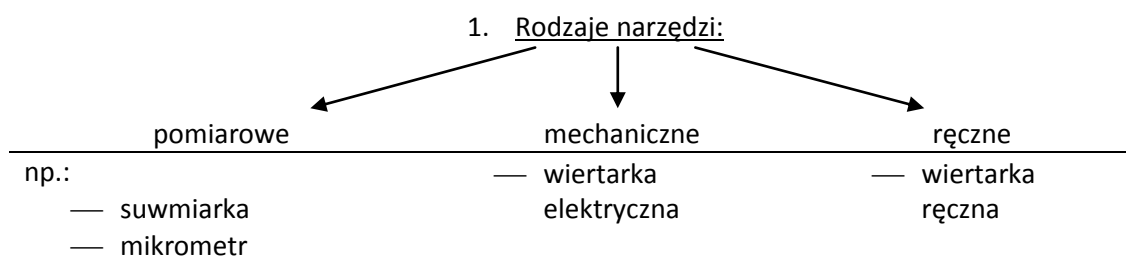 1. Rodzaje narzędzi:
pomiarowe mechaniczne ręczne
np.:
— suwmiarka
— mikrometr
— wiertarka
elektryczna
— wiertarka
ręczna